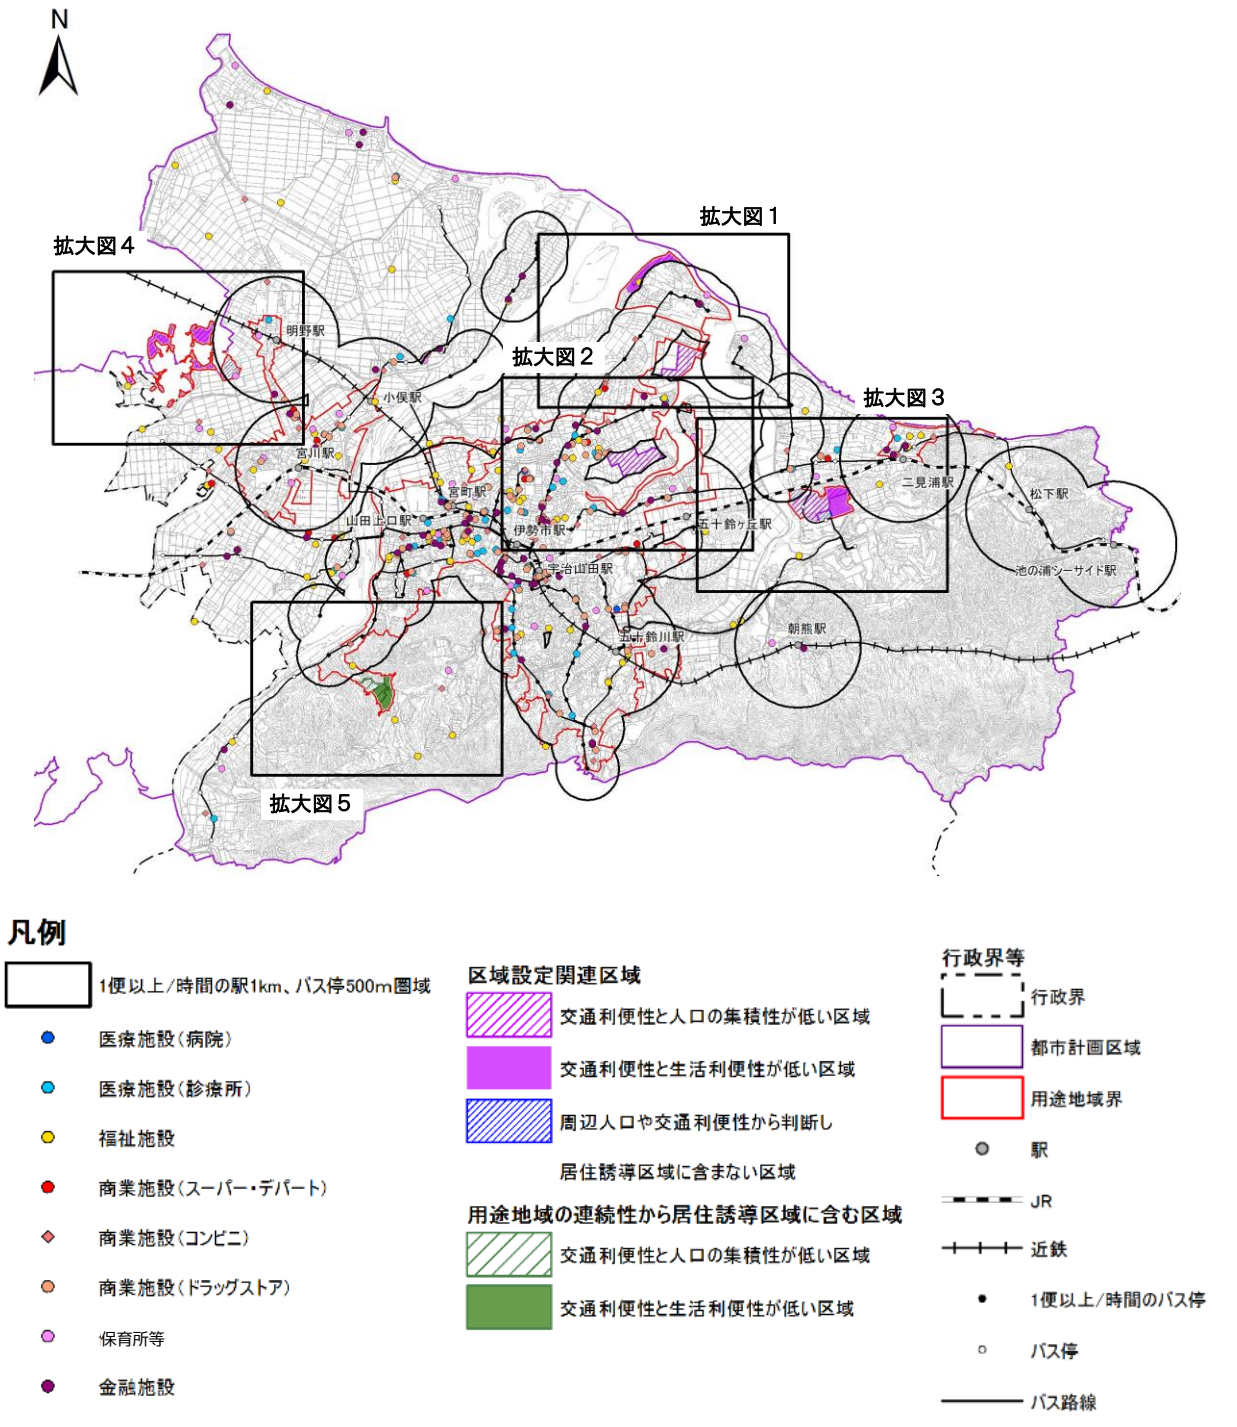 N
拡大図1
拡大図4
明野駅
拡大図2
小俣駅
拡大図3
宮川駅
二見浦駅
宮町駅
松下駅
山田上口駅
伊勢市駅
五十鈴ヶ丘駅
宇治山田駅
池の浦シーサイド駅
朝熊駅
五十鈴川駅
拡大図5
凡例
1便以上/時間の駅1km、バス停500m圏域
医療施設(病院)
医療施設(診療所)
福祉施設
商業施設(スーパー・デパート)
商業施設(コンビニ)
商業施設(ドラッグストア)
保育所等
金融施設
区域設定関連区域
交通利便性と人口の集積性が低い区域
交通利便性と生活利便性が低い区域
周辺人口や交通利便性から判断し
居住誘導区域に含まない区域
用途地域の連続性から居住誘導区域に含む区域
交通利便性と人口の集積性が低い区域
交通利便性と生活利便性が低い区域
行政界等
行政界
都市計画区域
用途地域界
駅
JR
近鉄
1便以上/時間のバス停
バス停
バス路線